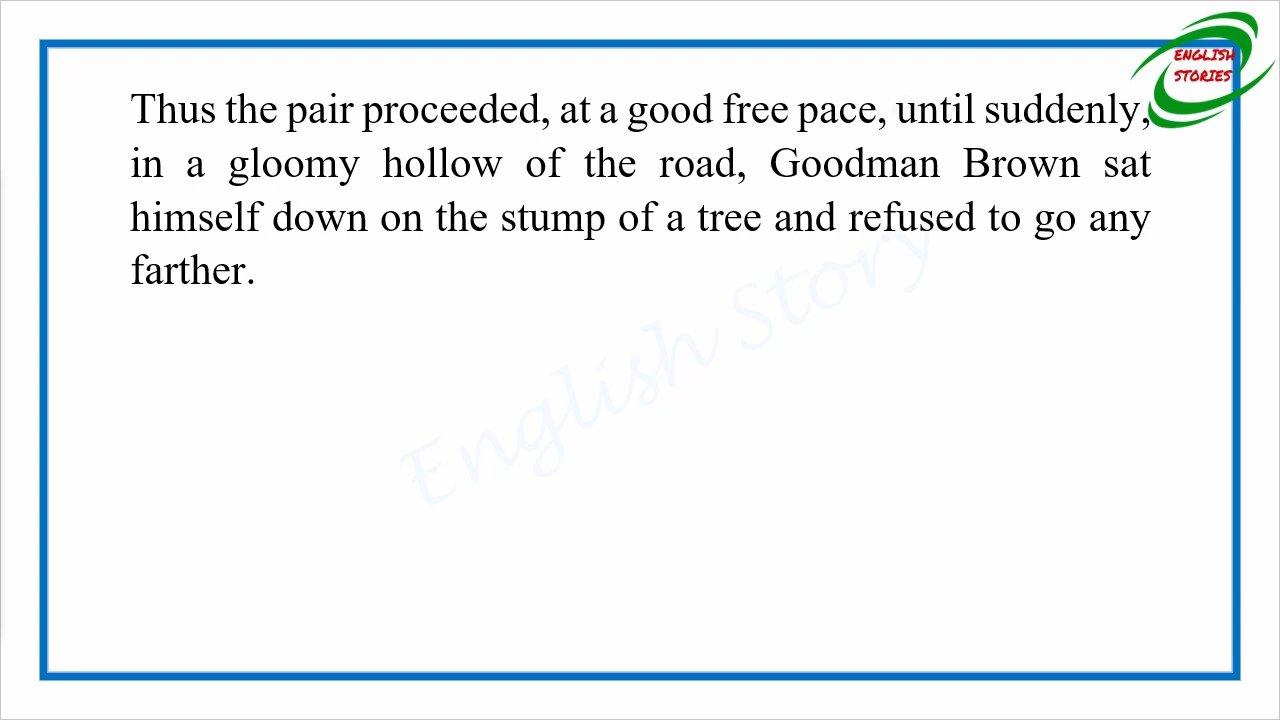 ENGLISH
STORIES
Thus the pair proceeded, at a good free pace, until suddenly,
in a gloomy hollow of the road, Goodman Brown sat
himself down on the stump of a tree and refused to go any
farther.
English Story